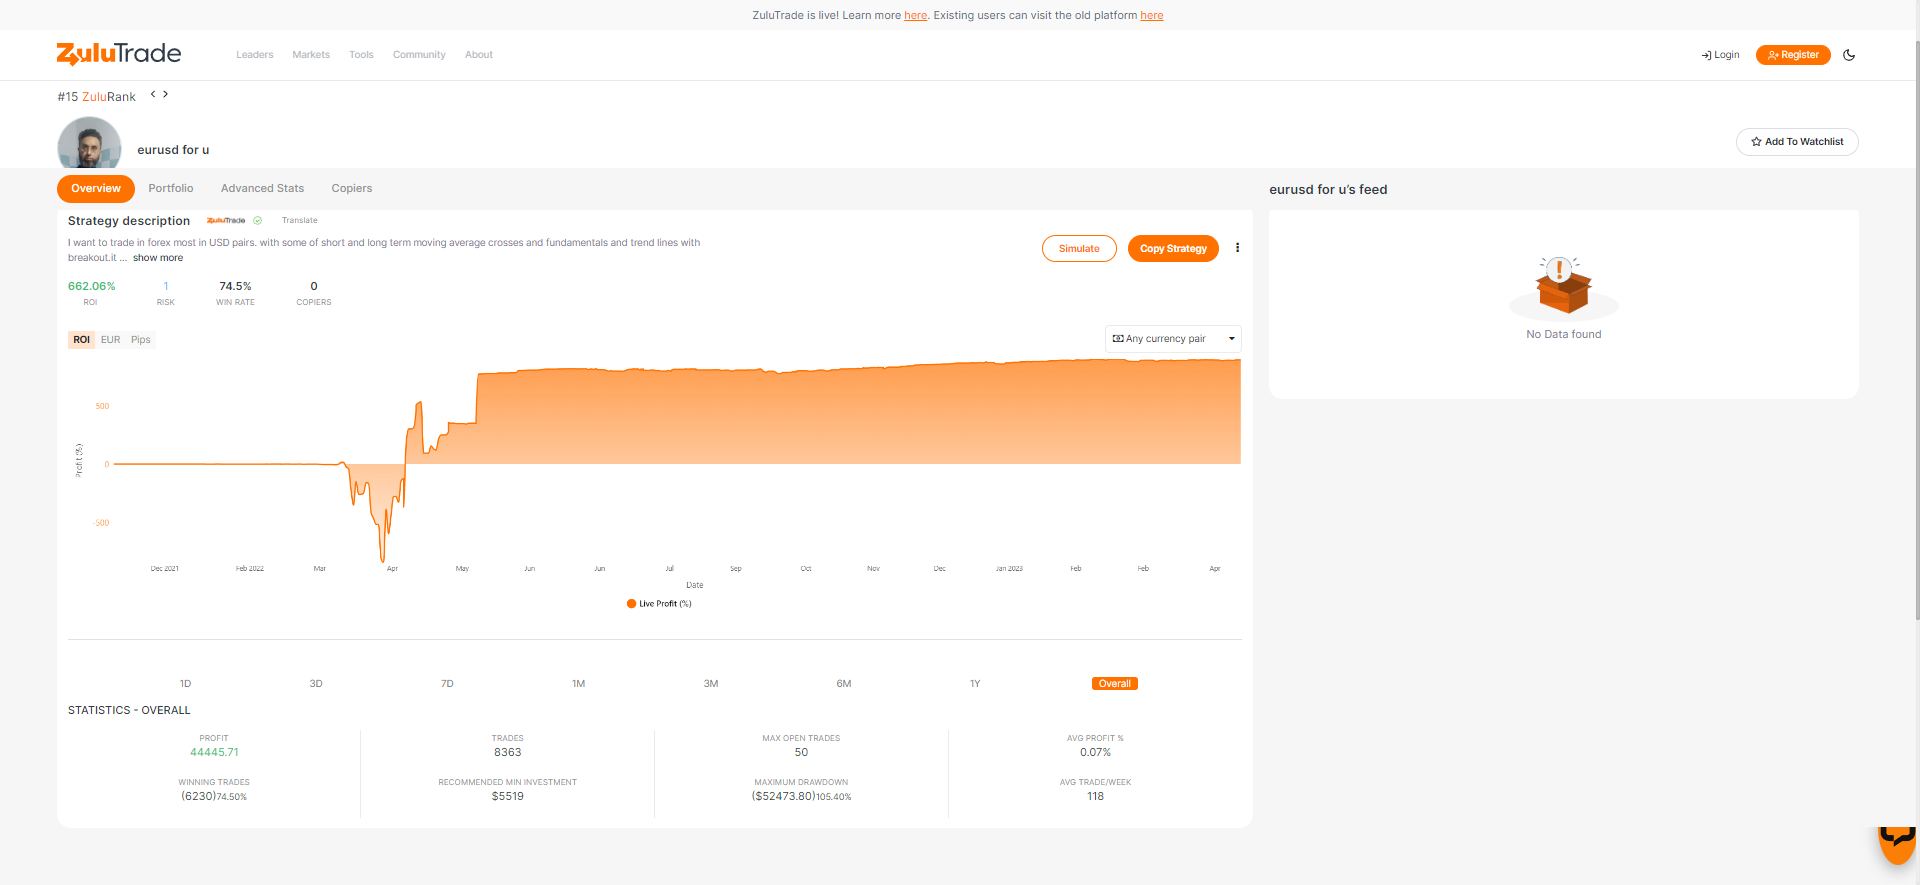 ZuluTrade is live! Learn more here. Existing users can visit the old platform here
ZuluTrade
Leaders Markets Tools Community About
Login Register
#15 ZuluRank < >
eurusd for u
Add To Watchlist
Overview Portfolio Advanced Stats Copiers
eurusd for u's feed
Strategy description ZuluTrade Translate
I want to trade in forex most in USD pairs. with some of short and long term moving average crosses and fundamentals and trend lines with
breakout.it ... show more
Simulate Copy Strategy
662.06% 1 74.5% 0
ROI RISK WIN RATE COPIERS
No Data found
ROI EUR Pips
Any currency pair
500
0
-500
Profit (%)
Dec 2021 Feb 2022 Mar Apr May Jun Jun Jul Sep Oct Nov Dec Jan 2023 Feb Feb Apr
Date
Live Profit (%)
1D 3D 7D 1M 3M 6M 1Y Overall
STATISTICS - OVERALL
PROFIT TRADES MAX OPEN TRADES AVG PROFIT %
44445.71 8363 50 0.07%
WINNING TRADES RECOMMENDED MIN INVESTMENT MAXIMUM DRAWDOWN AVG TRADE/WEEK
(6230)74.50% $5519 ($52473.80)105.40% 118